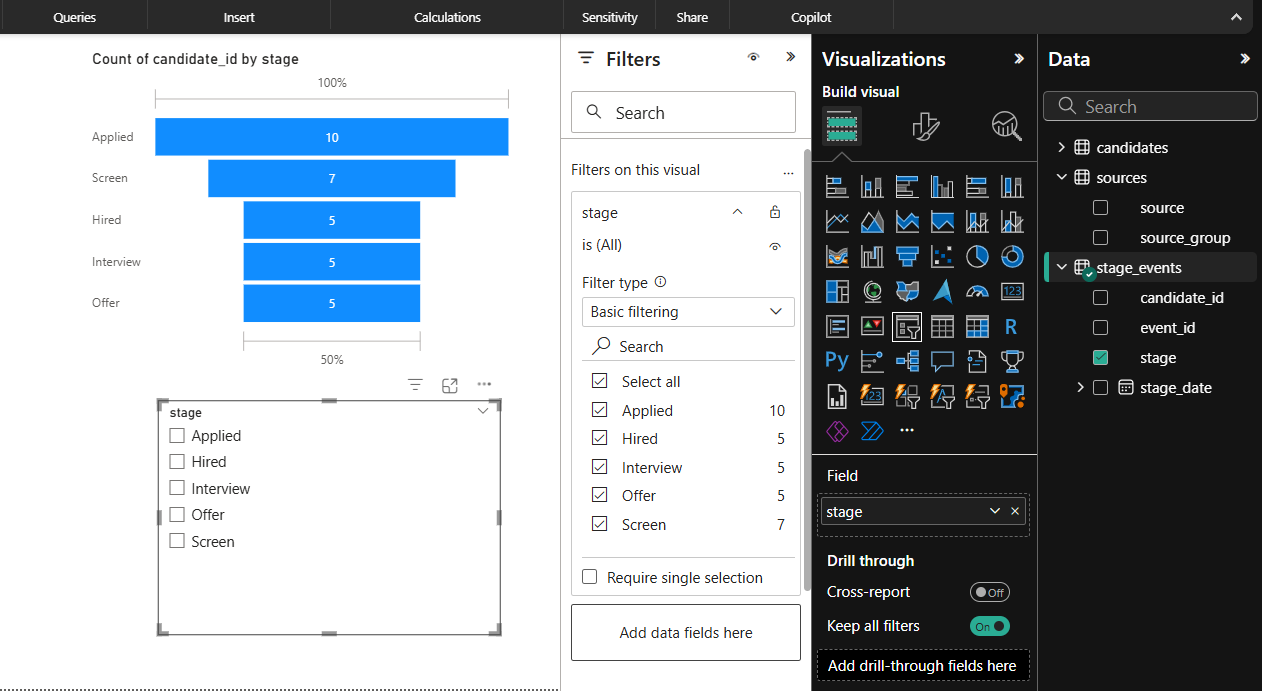 Queries Insert Calculations Sensitivity Share Copilot
Count of candidate_id by stage
100%
Applied 10
Screen 7
Hired 5
Interview 5
Offer 5
50%
stage
Applied
Hired
Interview
Offer
Screen
Filters
Search
Filters on this visual
stage
is (All)
Filter type
Basic filtering
Search
Select all
Applied 10
Hired 5
Interview 5
Offer 5
Screen 7
Require single selection
Add data fields here
Visualizations
Build visual
123
R
Py
123
Field
stage
Drill through
Cross-report Off
Keep all filters On
Add drill-through fields here
Data
Search
candidates
sources
source
source_group
stage_events
candidate_id
event_id
stage
stage_date